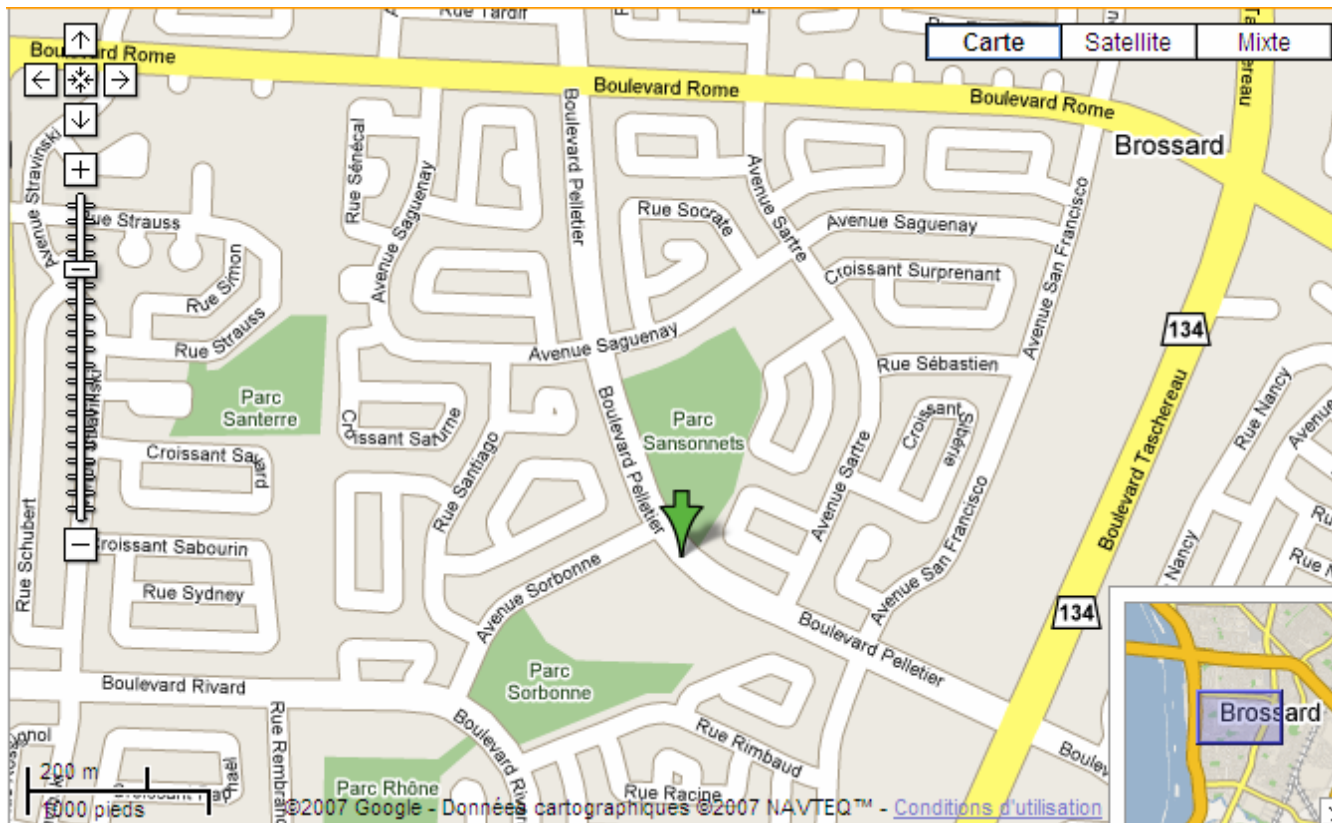 Rue Tardif
Carte
Satellite
Mixte
Boulevard Rome
Boulevard Rome
Boulevard Rome
Brossard
Avenue Stravinski
Rue Strauss
Rue Sénécal
Avenue Saguenay
Boulevard Pelletier
Rue Socrate
Avenue Sartre
Avenue Saguenay
Avenue San Francisco
Croissant Surprenant
Rue Simon
Rue Strauss
Avenue Saguenay
134
Rue Sébastien
Parc
Santerre
Parc
Sansonnets
Boulevard Pelletier
Croissant Saturne
Croissant
Sibérie
Rue Nancy
Avenue
Croissant Savard
Rue Santiago
Avenue Sartre
Boulevard Taschereau
Rue Schubert
Croissant Sabourin
Rue Sydney
Avenue Sorbonne
Avenue San Francisco
Nancy
Rue N
134
Boulevard Pelletier
Parc
Sorbonne
Boulevard Rivard
Brossard
Rue Rimbaud
Boulevard Riv
Rue Rembran
200 m
1000 pieds
Parc Rhône
Rue Racine
©2007 Google - Données cartographiques ©2007 NAVTEQ™ - Conditions d'utilisation